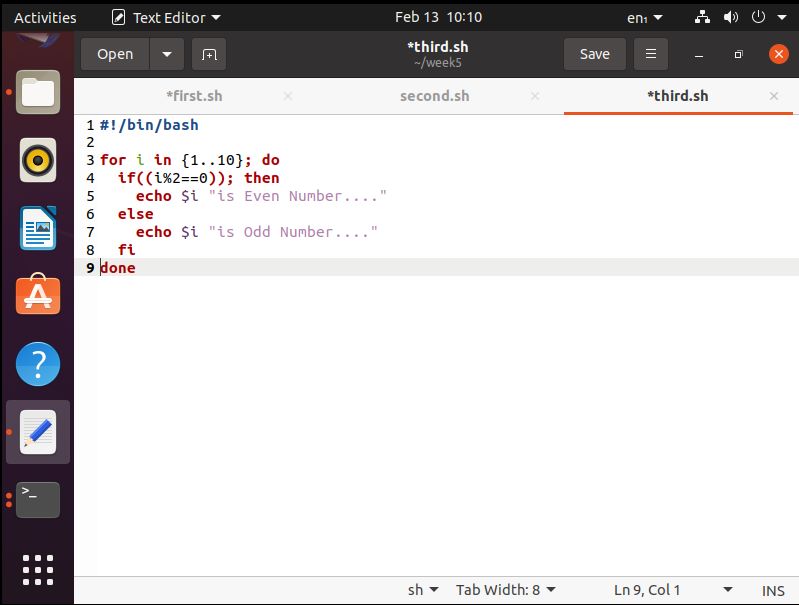 Activities Text Editor Feb 13 10:10 en₁
Open *third.sh Save
~/week5
*first.sh second.sh *third.sh
1 #!/bin/bash
2
3 for i in {1..10}; do
4 if((i%2==0)); then
5 echo $i "is Even Number...."
6 else
7 echo $i "is Odd Number...."
8 fi
9 done
sh Tab Width: 8 Ln 9, Col 1 INS